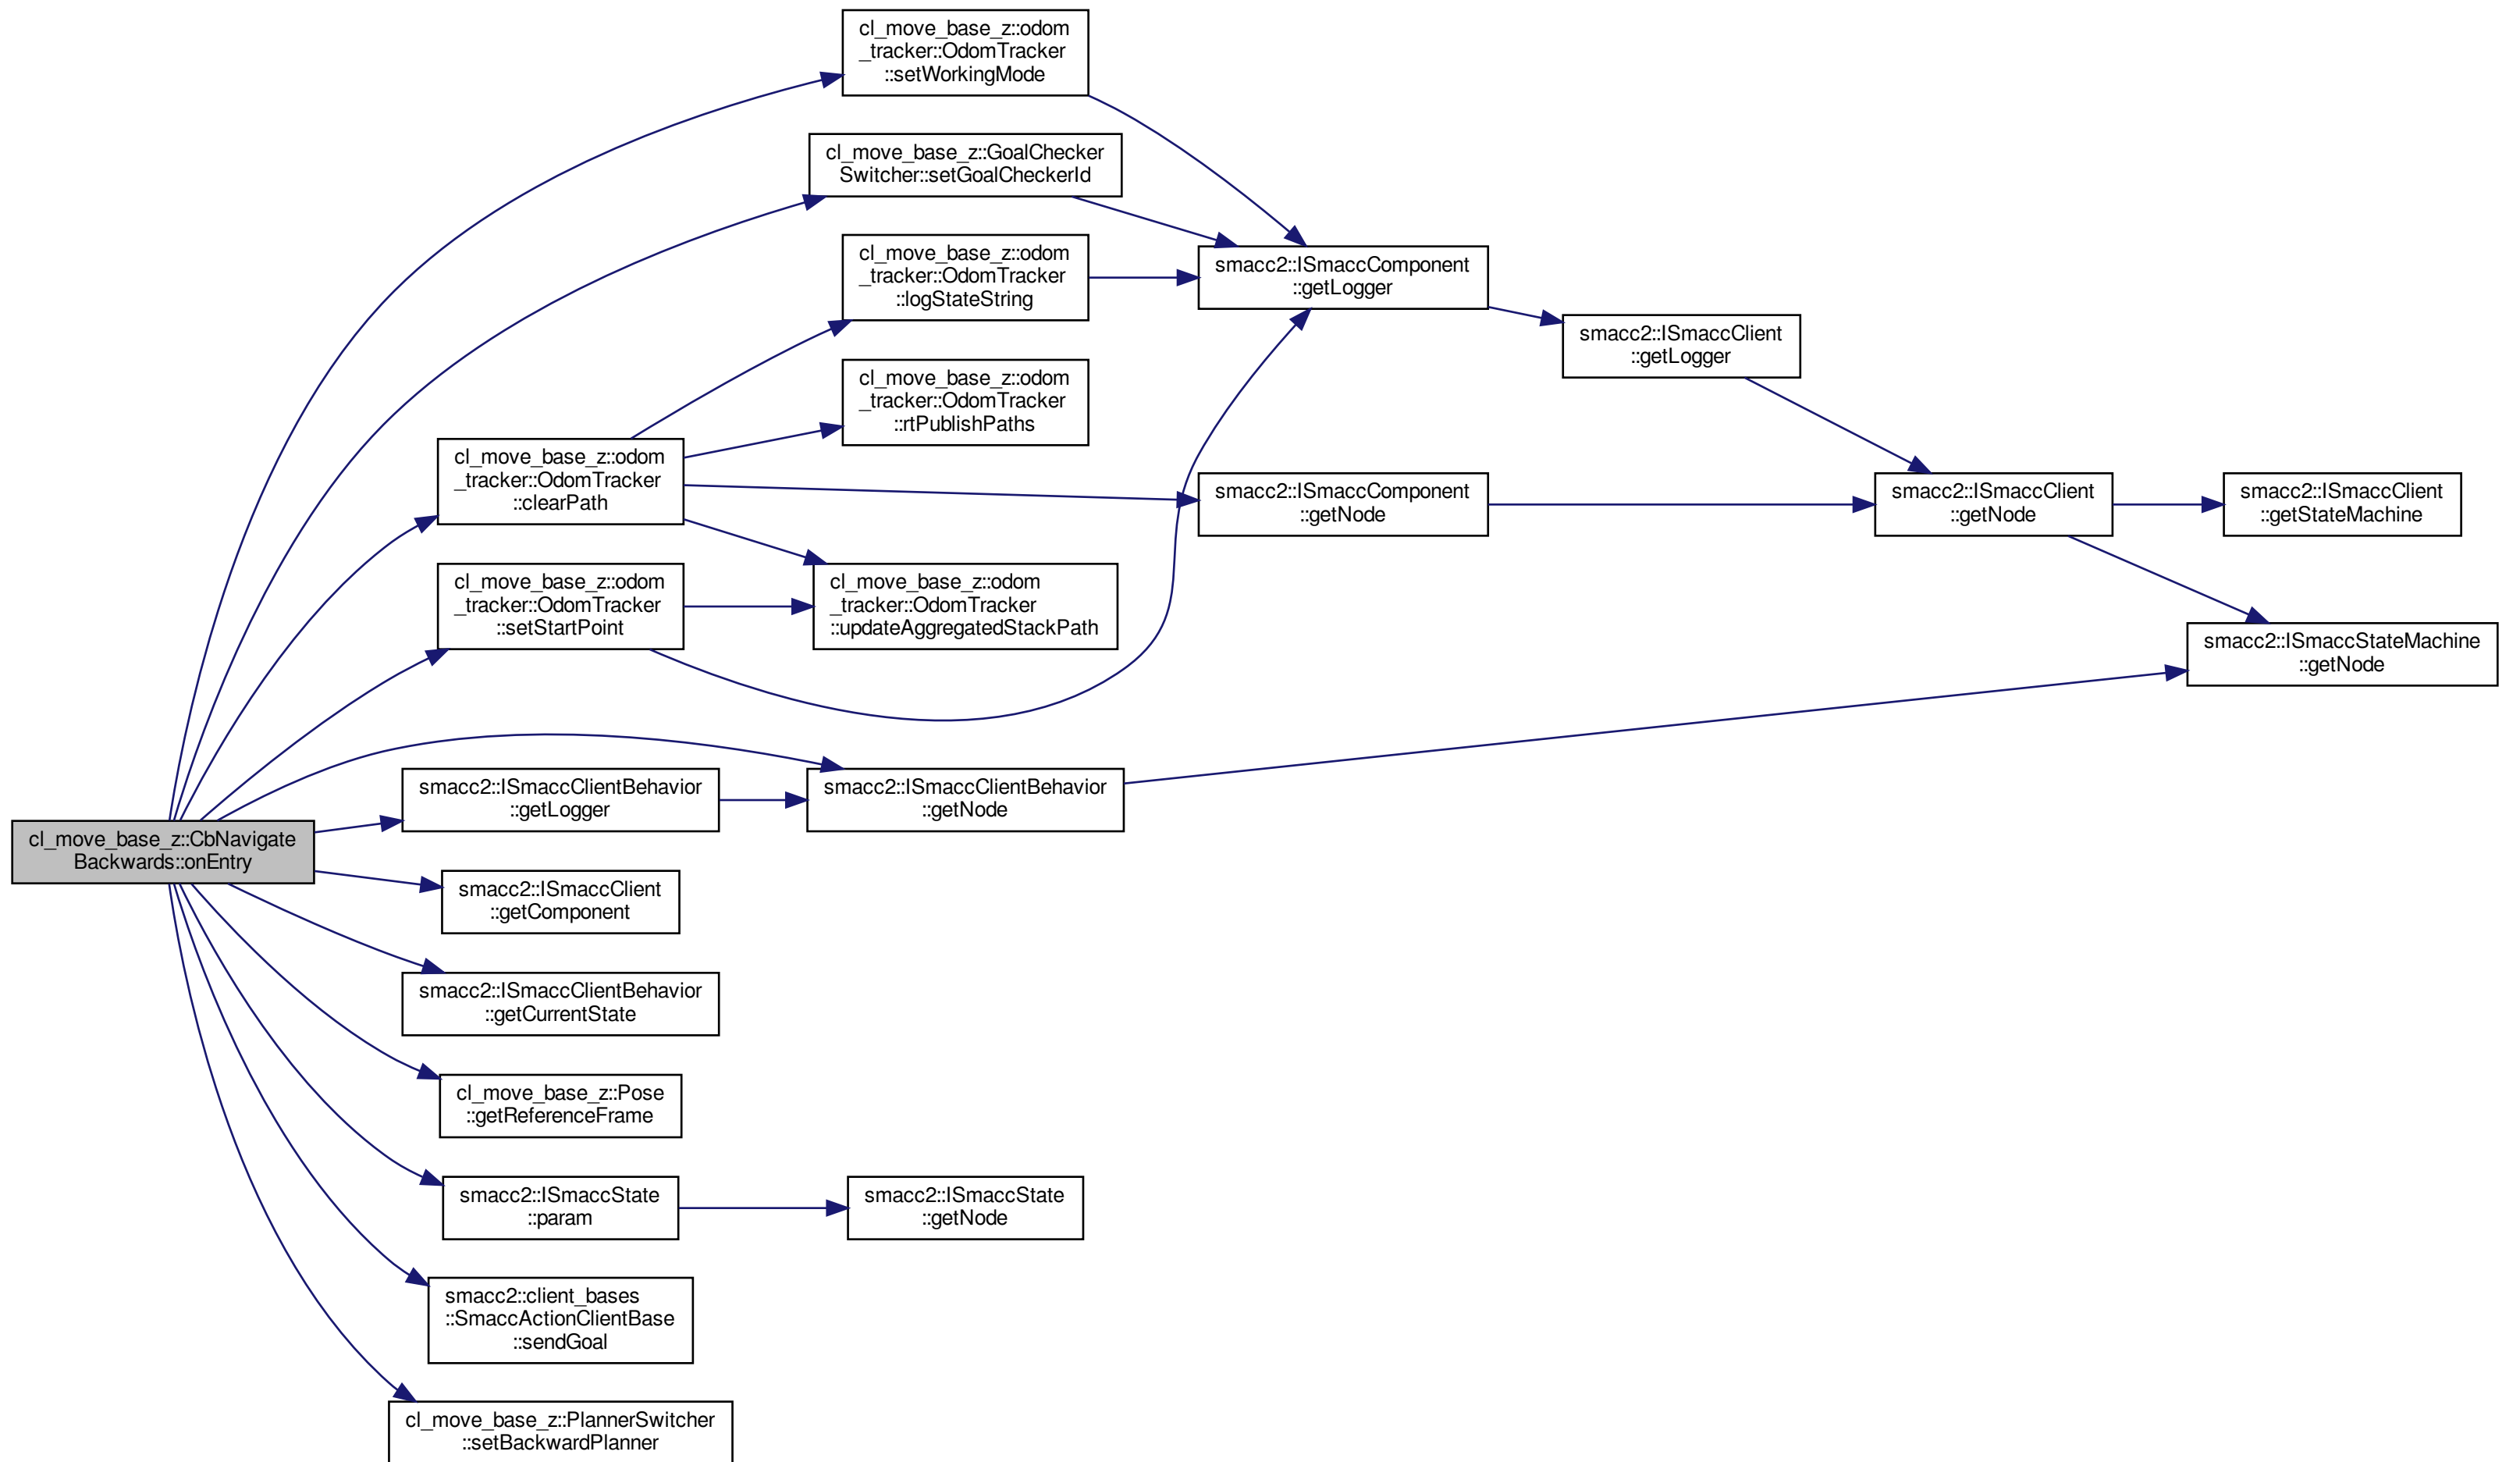 cl_move_base_z::odom
_tracker::OdomTracker
::setWorkingMode
cl_move_base_z::GoalChecker
Switcher::setGoalCheckerId
cl_move_base_z::odom
_tracker::OdomTracker
::logStateString
smacc2::ISmaccComponent
::getLogger
smacc2::ISmaccClient
::getLogger
cl_move_base_z::odom
_tracker::OdomTracker
::rtPublishPaths
cl_move_base_z::odom
_tracker::OdomTracker
::clearPath
smacc2::ISmaccComponent
::getNode
smacc2::ISmaccClient
::getNode
smacc2::ISmaccClient
::getStateMachine
cl_move_base_z::odom
_tracker::OdomTracker
::setStartPoint
cl_move_base_z::odom
_tracker::OdomTracker
::updateAggregatedStackPath
smacc2::ISmaccStateMachine
::getNode
smacc2::ISmaccClientBehavior
::getLogger
smacc2::ISmaccClientBehavior
::getNode
cl_move_base_z::CbNavigate
Backwards::onEntry
smacc2::ISmaccClient
::getComponent
smacc2::ISmaccClientBehavior
::getCurrentState
cl_move_base_z::Pose
::getReferenceFrame
smacc2::ISmaccState
::param
smacc2::ISmaccState
::getNode
smacc2::client_bases
::SmaccActionClientBase
::sendGoal
cl_move_base_z::PlannerSwitcher
::setBackwardPlanner